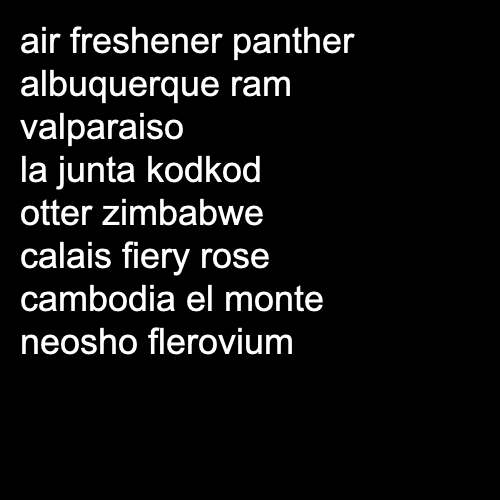 air freshener panther
albuquerque ram
valparaiso
la junta kodkod
otter zimbabwe
calais fiery rose
cambodia el monte
neosho flerovium